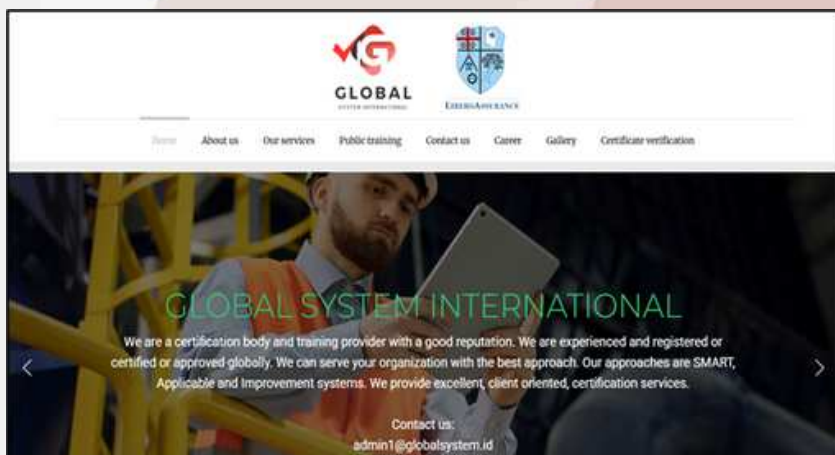 GLOBAL
SYSTEM INTERNATIONAL
Home About us Our services Public training Contact us Career Gallery Certificate verification
GLOBAL SYSTEM INTERNATIONAL
We are a certification body and training provider with a good reputation. We are experienced and registered or
certified or approved globally. We can serve your organization with the best approach. Our approaches are SMART,
Applicable and Improvement systems. We provide excellent, client oriented, certification services.
Contact us:
admin1@globalsystem.id